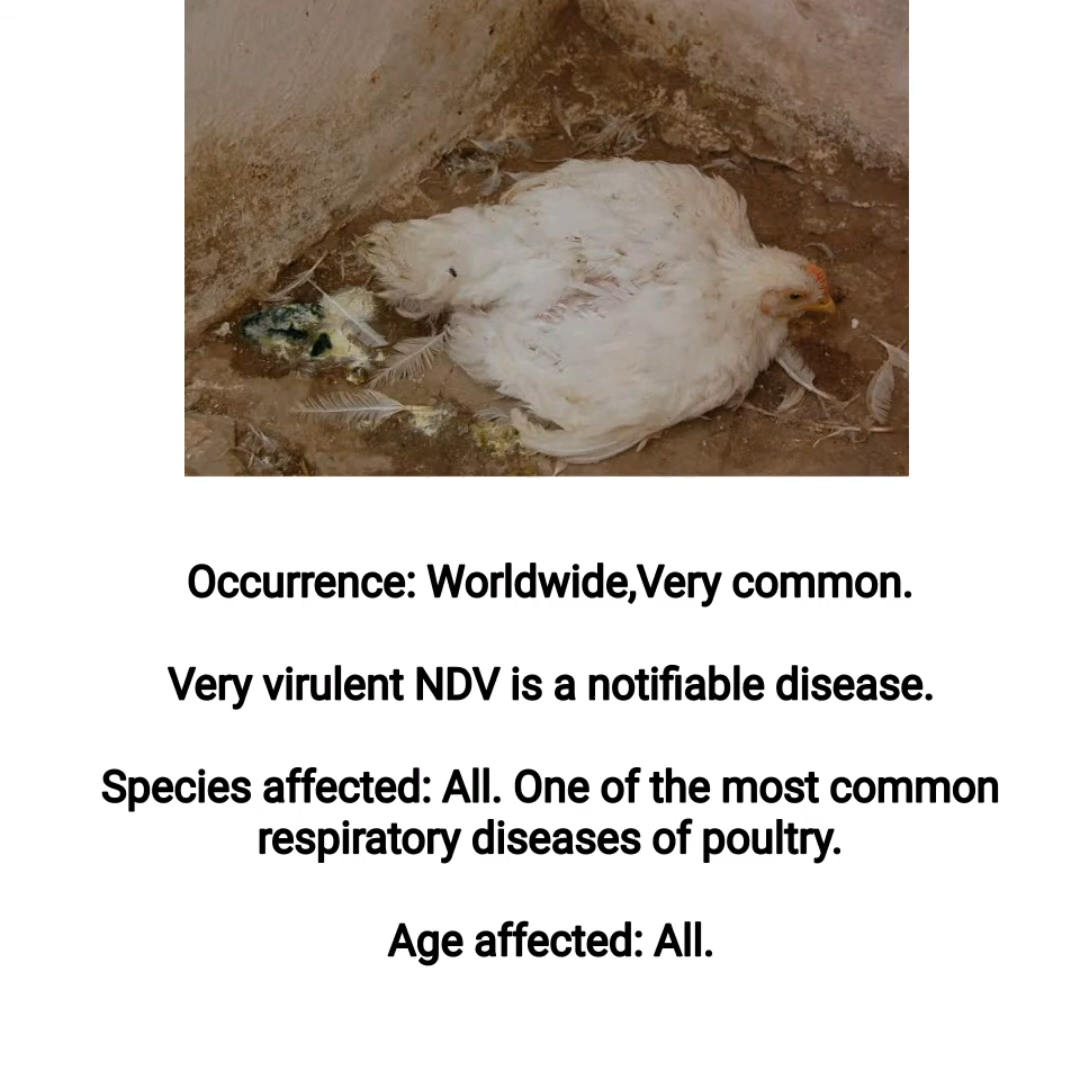 Occurrence: Worldwide,Very common.
Very virulent NDV is a notifiable disease.
Species affected: All. One of the most common
respiratory diseases of poultry.
Age affected: All.